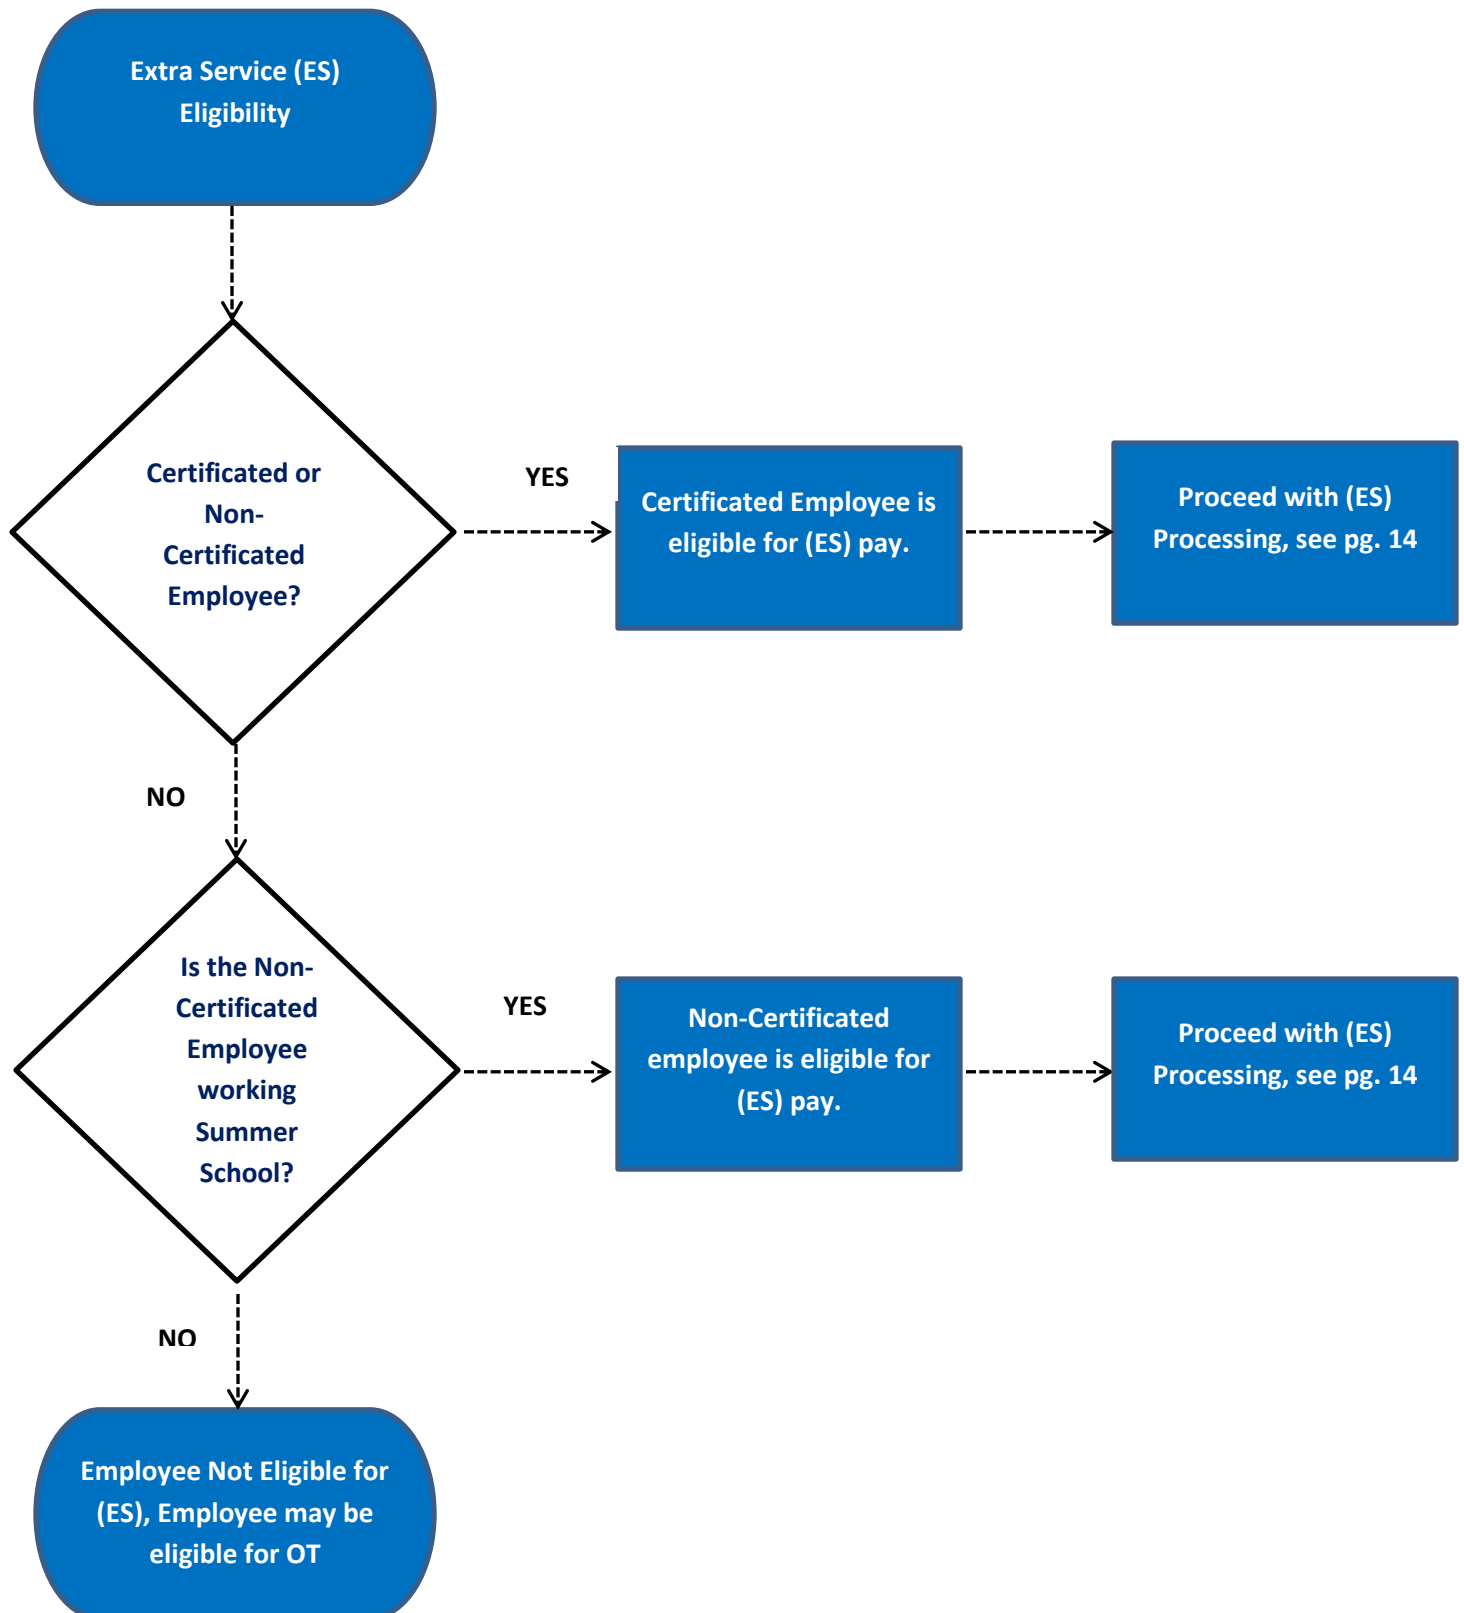 Extra Service (ES)
Eligibility
Certificated or
Non-
Certificated
Employee?
YES
Certificated Employee is
eligible for (ES) pay.
Proceed with (ES)
Processing, see pg. 14
NO
Is the Non-
Certificated
Employee
working
Summer
School?
YES
Non-Certificated
employee is eligible for
(ES) pay.
Proceed with (ES)
Processing, see pg. 14
NO
Employee Not Eligible for
(ES), Employee may be
eligible for OT